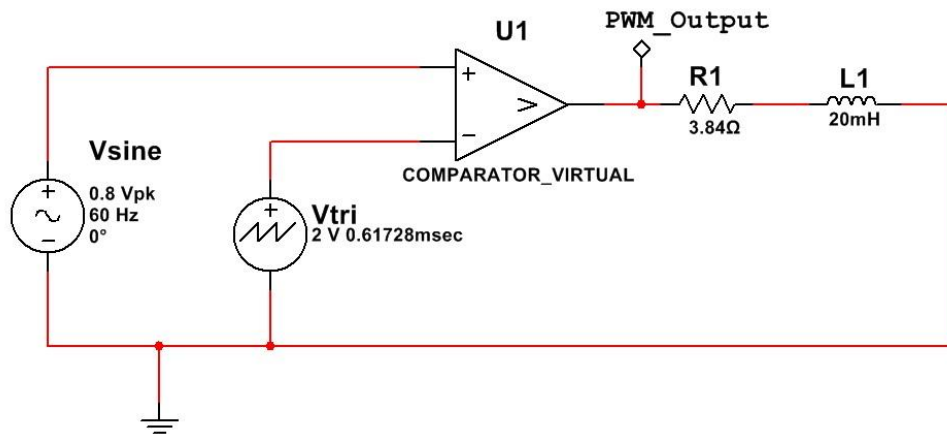 PWM_Output
U1
R1
L1
+
3.84Ω
20mH
−
Vsine
COMPARATOR_VIRTUAL
+
0.8 Vpk
60 Hz
0°
−
+
Vtri
2 V 0.61728msec